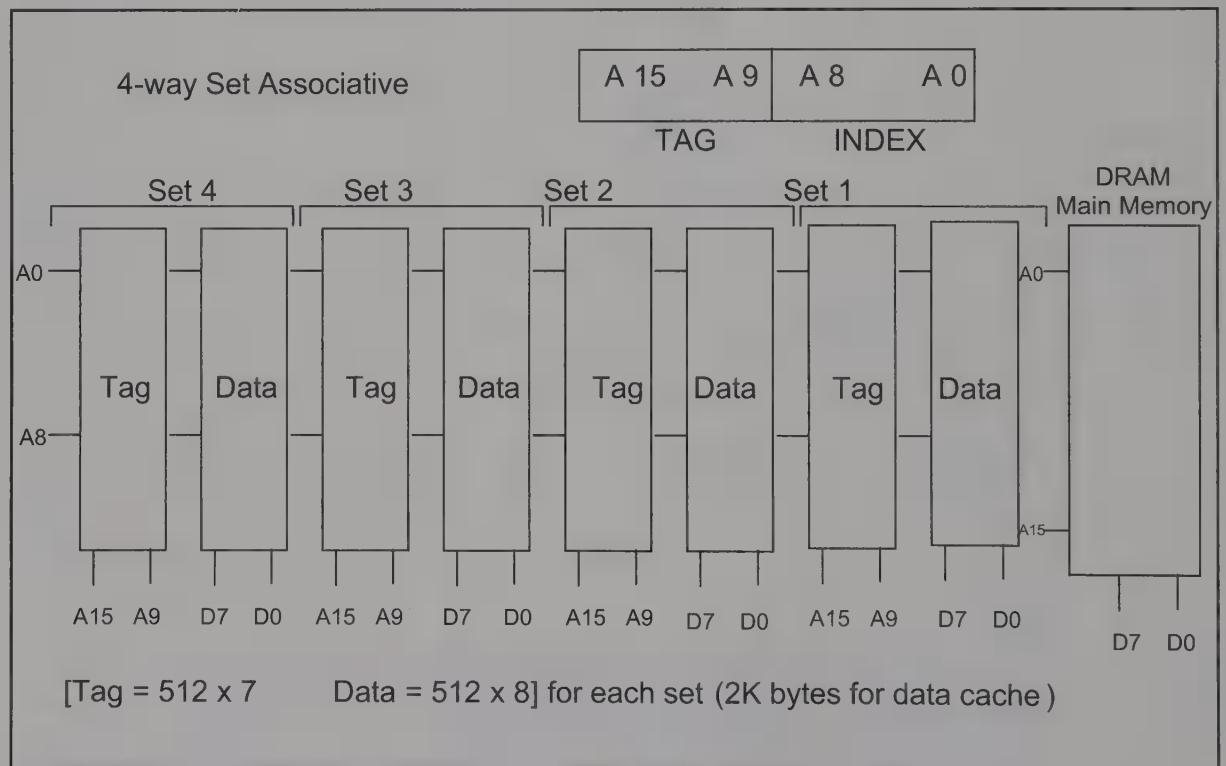 4-way Set Associative
A 15 A 9 A 8 A 0
TAG INDEX
Set 4 Set 3 Set 2 Set 1
DRAM
Main Memory
A0 A0
Tag Data Tag Data Tag Data Tag Data
A8
A15
A15 A9 D7 D0 A15 A9 D7 D0 A15 A9 D7 D0 A15 A9 D7 D0
D7 D0
[Tag = 512 x 7 Data = 512 x 8] for each set (2K bytes for data cache )